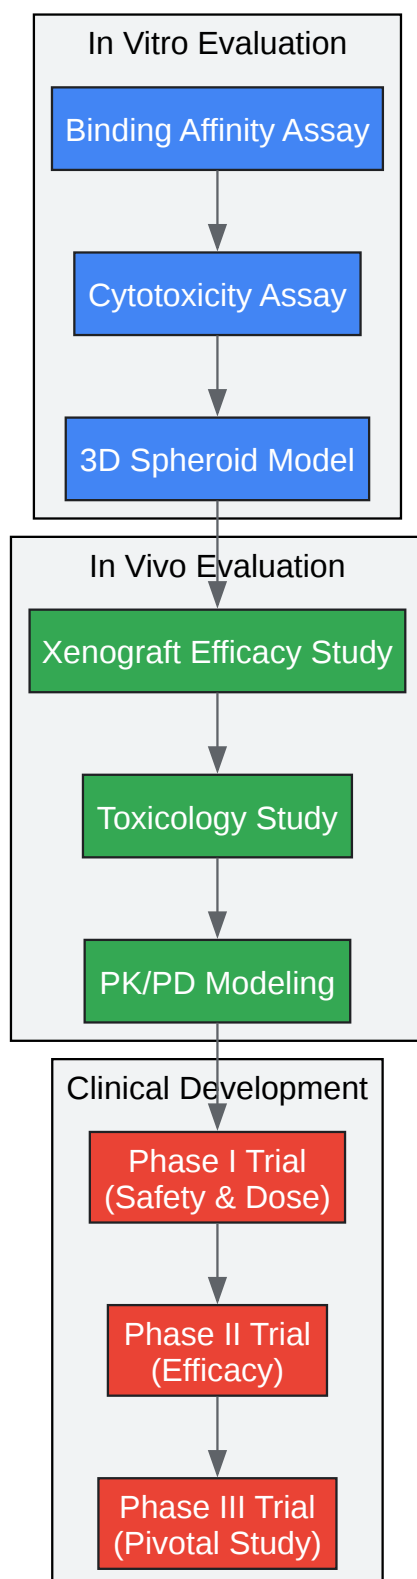 In Vitro Evaluation
Binding Affinity Assay
Cytotoxicity Assay
3D Spheroid Model
In Vivo Evaluation
Xenograft Efficacy Study
Toxicology Study
PK/PD Modeling
Clinical Development
Phase I Trial
(Safety & Dose)
Phase II Trial
(Efficacy)
Phase III Trial
(Pivotal Study)